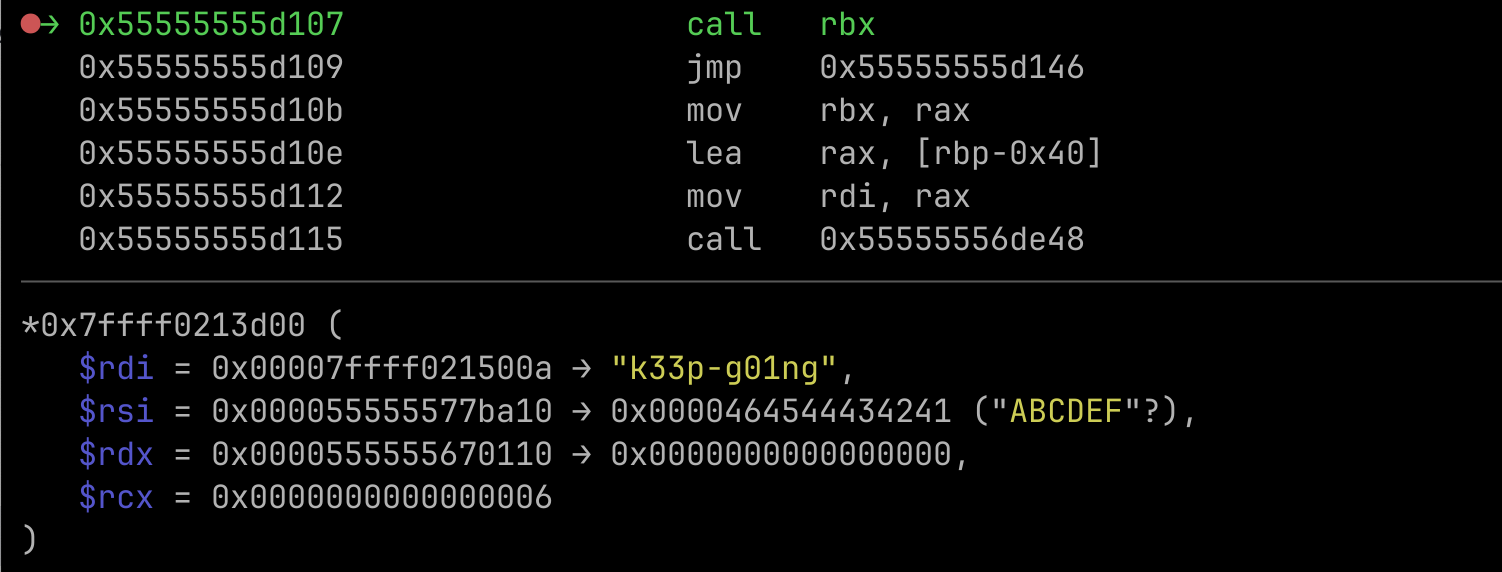 0x55555555d107 call rbx
0x55555555d109 jmp 0x55555555d146
0x55555555d10b mov rbx, rax
0x55555555d10e lea rax, [rbp-0x40]
0x55555555d112 mov rdi, rax
0x55555555d115 call 0x55555556de48
*0x7ffff0213d00 (
$rdi = 0x00007ffff021500a → "k33p-g01ng",
$rsi = 0x000055555577ba10 → 0x0000464544434241 ("ABCDEF"?),
$rdx = 0x0000555555670110 → 0x0000000000000000,
$rcx = 0x0000000000000006
)